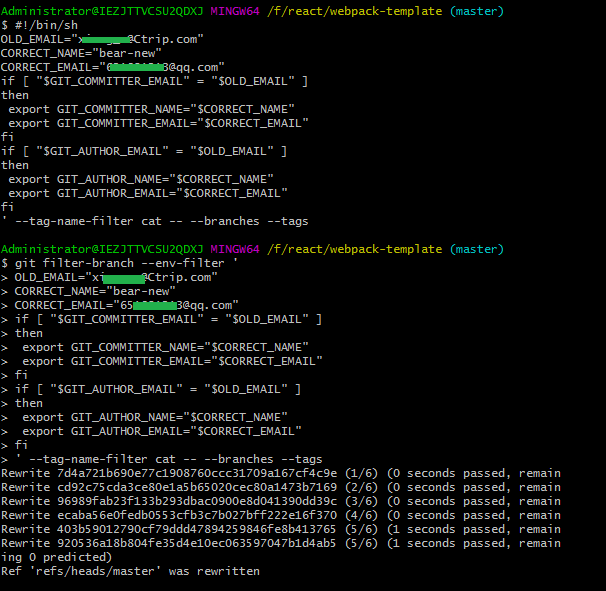 Administrator@IEZJTTVCSU2QDXJ MINGW64 /f/react/webpack-template (master)
$ #!/bin/sh
OLD_EMAIL="x @Ctrip.com"
CORRECT_NAME="bear-new"
CORRECT_EMAIL="6 @qq.com"
if [ "$GIT_COMMITTER_EMAIL" = "$OLD_EMAIL" ]
then
 export GIT_COMMITTER_NAME="$CORRECT_NAME"
 export GIT_COMMITTER_EMAIL="$CORRECT_EMAIL"
fi
if [ "$GIT_AUTHOR_EMAIL" = "$OLD_EMAIL" ]
then
 export GIT_AUTHOR_NAME="$CORRECT_NAME"
 export GIT_AUTHOR_EMAIL="$CORRECT_EMAIL"
fi
' --tag-name-filter cat -- --branches --tags
Administrator@IEZJTTVCSU2QDXJ MINGW64 /f/react/webpack-template (master)
$ git filter-branch --env-filter '
> OLD_EMAIL="xi @Ctrip.com"
> CORRECT_NAME="bear-new"
> CORRECT_EMAIL="65 3@qq.com"
> if [ "$GIT_COMMITTER_EMAIL" = "$OLD_EMAIL" ]
> then
>  export GIT_COMMITTER_NAME="$CORRECT_NAME"
>  export GIT_COMMITTER_EMAIL="$CORRECT_EMAIL"
> fi
> if [ "$GIT_AUTHOR_EMAIL" = "$OLD_EMAIL" ]
> then
>  export GIT_AUTHOR_NAME="$CORRECT_NAME"
>  export GIT_AUTHOR_EMAIL="$CORRECT_EMAIL"
> fi
> ' --tag-name-filter cat -- --branches --tags
Rewrite 7d4a721b690e77c1908760ccc31709a167cf4c9e (1/6) (0 seconds passed, remain
Rewrite cd92c75cda3ce80e1a5b65020cec80a1473b7169 (2/6) (0 seconds passed, remain
Rewrite 96989fab23f133b293dbac0900e8d041390dd39c (3/6) (0 seconds passed, remain
Rewrite ecaba56e0fedb0553cfb3c7b027bff222e16f370 (4/6) (0 seconds passed, remain
Rewrite 403b59012790cf79ddd47894259846fe8b413765 (5/6) (1 seconds passed, remain
Rewrite 920536a18b804fe35d4e10ec063597047b1d4ab5 (5/6) (1 seconds passed, remain
ing 0 predicted)
Ref 'refs/heads/master' was rewritten